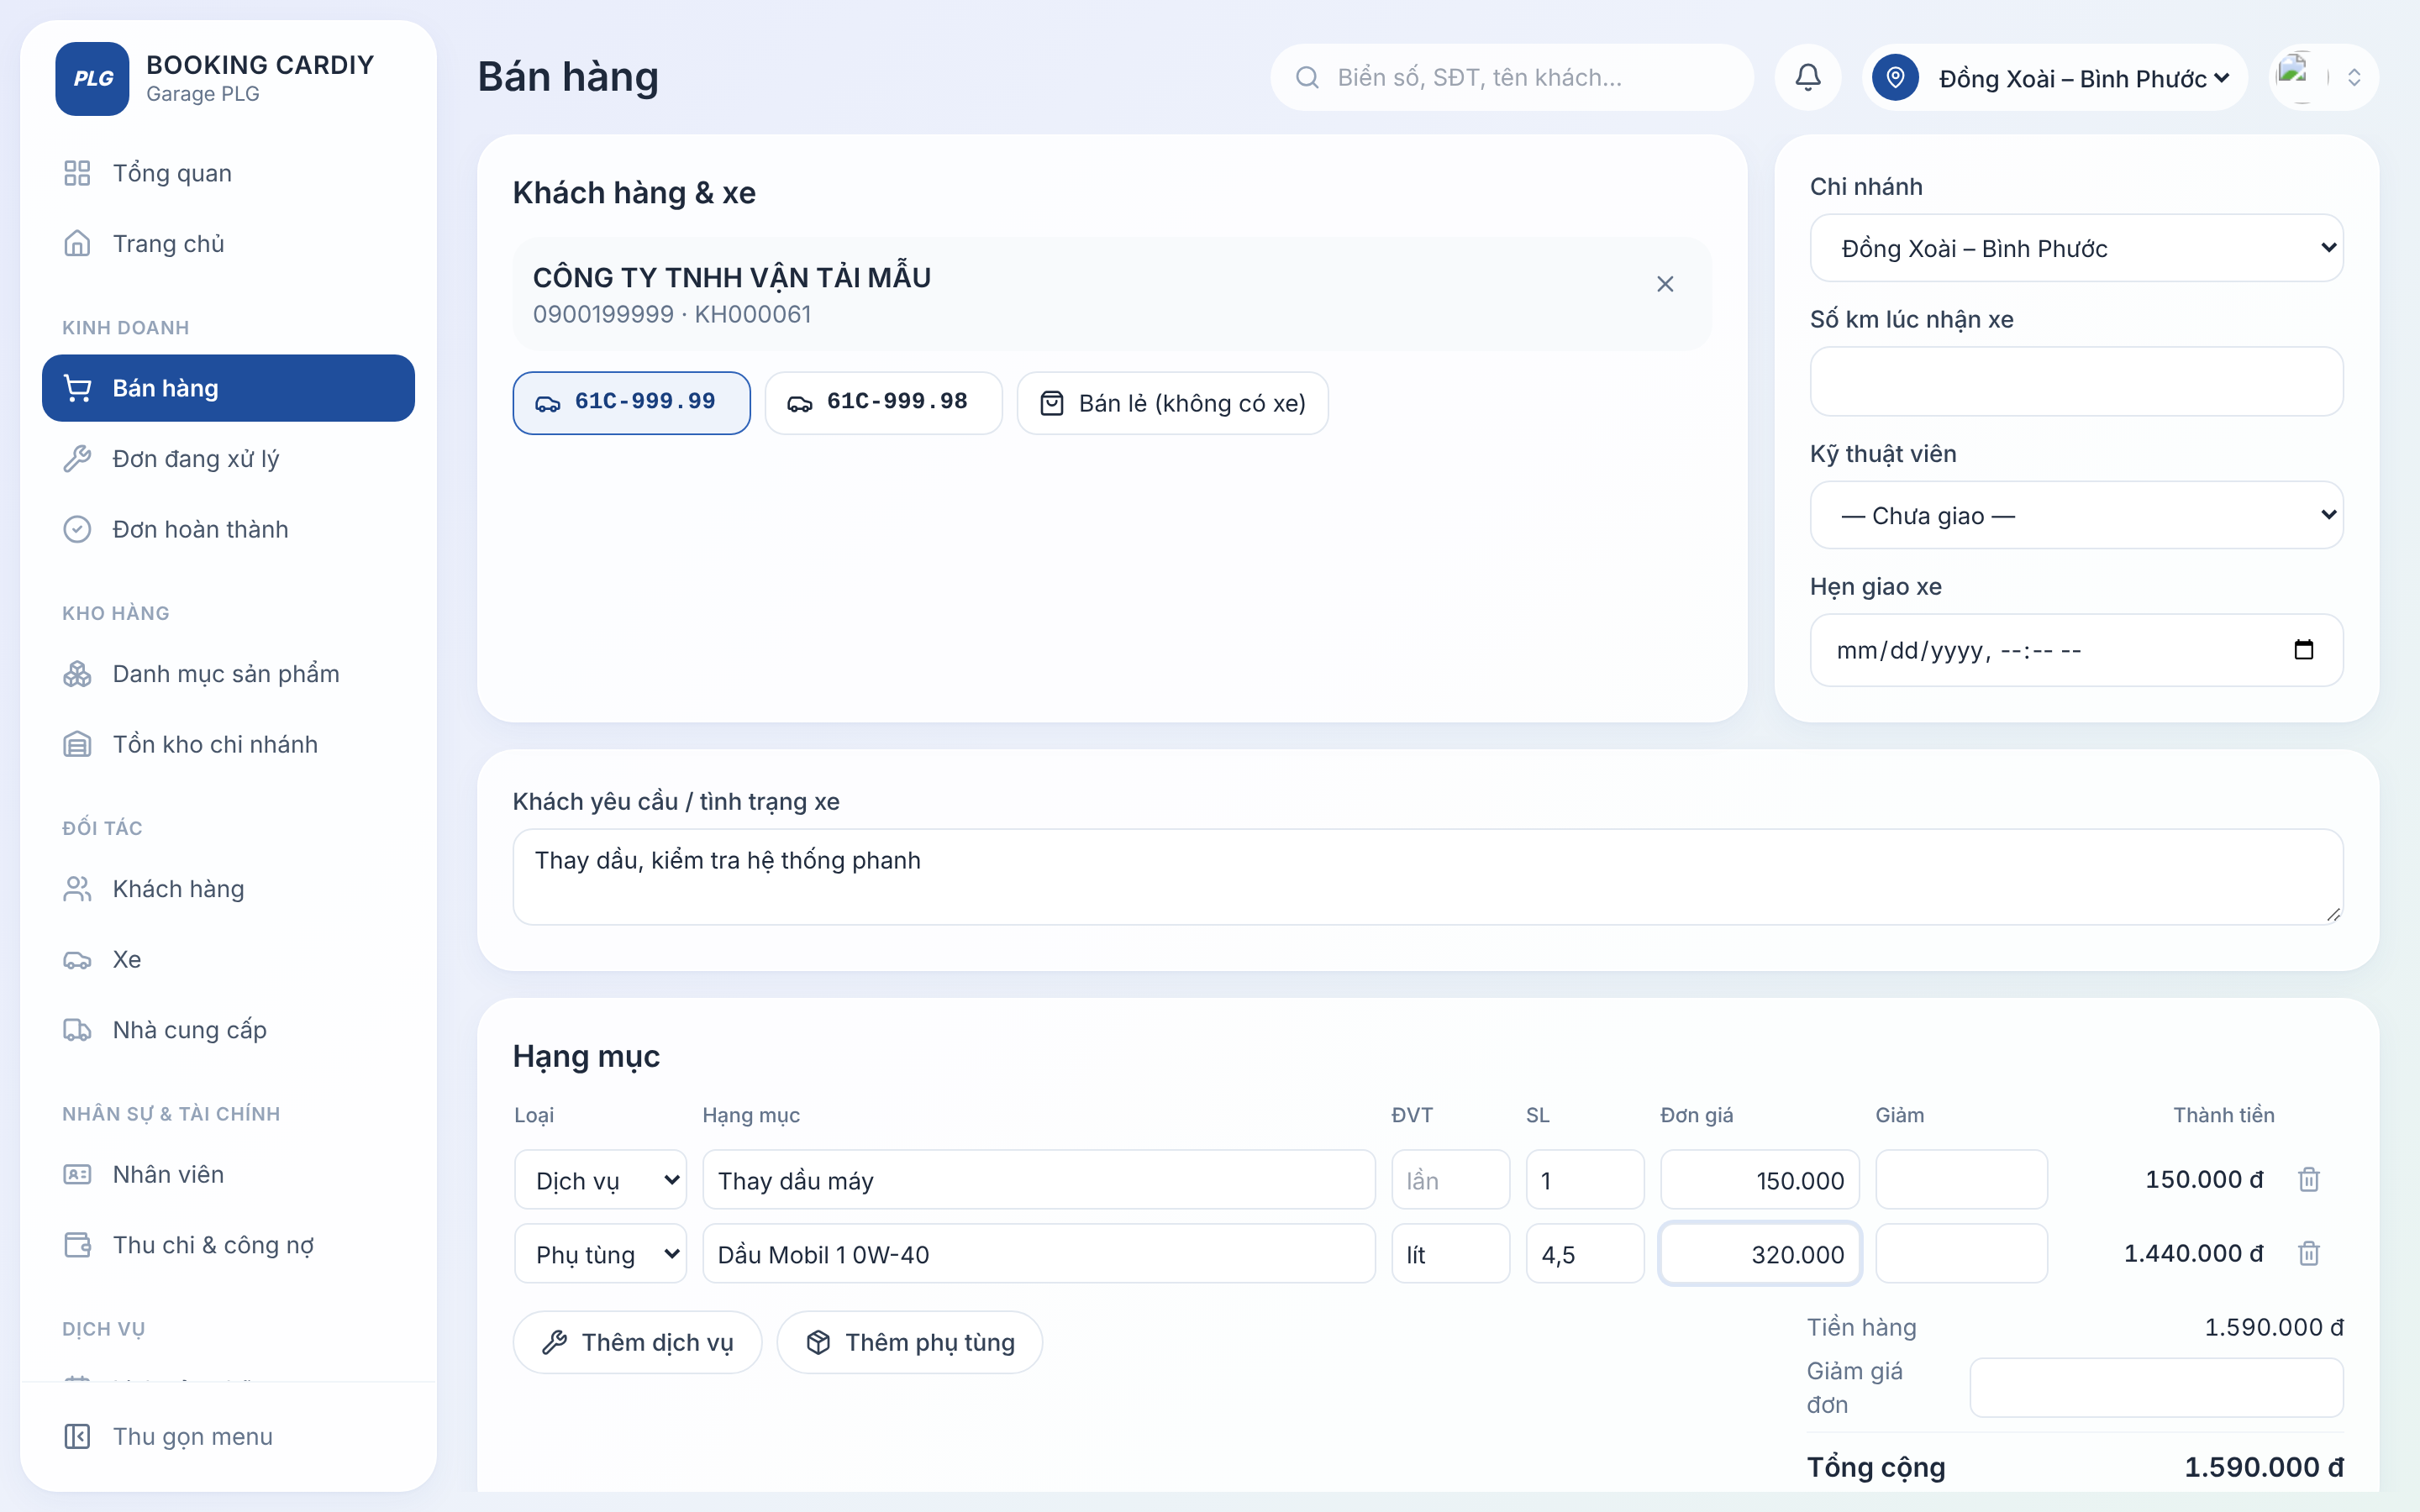 PLG
BOOKING CARDIY
Garage PLG
Tổng quan
Trang chủ
KINH DOANH
Bán hàng
Đơn đang xử lý
Đơn hoàn thành
KHO HÀNG
Danh mục sản phẩm
Tồn kho chi nhánh
ĐỐI TÁC
Khách hàng
Xe
Nhà cung cấp
NHÂN SỰ & TÀI CHÍNH
Nhân viên
Thu chi & công nợ
DỊCH VỤ
Thu gọn menu
Bán hàng
Biển số, SĐT, tên khách...
Đồng Xoài – Bình Phước
Khách hàng & xe
CÔNG TY TNHH VẬN TẢI MẪU
0900199999 · KH000061
61C-999.99
61C-999.98
Bán lẻ (không có xe)
Chi nhánh
Đồng Xoài – Bình Phước
Số km lúc nhận xe
Kỹ thuật viên
— Chưa giao —
Hẹn giao xe
mm/dd/yyyy, --:-- --
Khách yêu cầu / tình trạng xe
Thay dầu, kiểm tra hệ thống phanh
Hạng mục
Loại Hạng mục ĐVT SL Đơn giá Giảm Thành tiền
Dịch vụ Thay dầu máy lần 1 150.000 150.000 đ
Phụ tùng Dầu Mobil 1 0W-40 lít 4,5 320.000 1.440.000 đ
Thêm dịch vụ
Thêm phụ tùng
Tiền hàng 1.590.000 đ
Giảm giá
đơn
Tổng cộng 1.590.000 đ